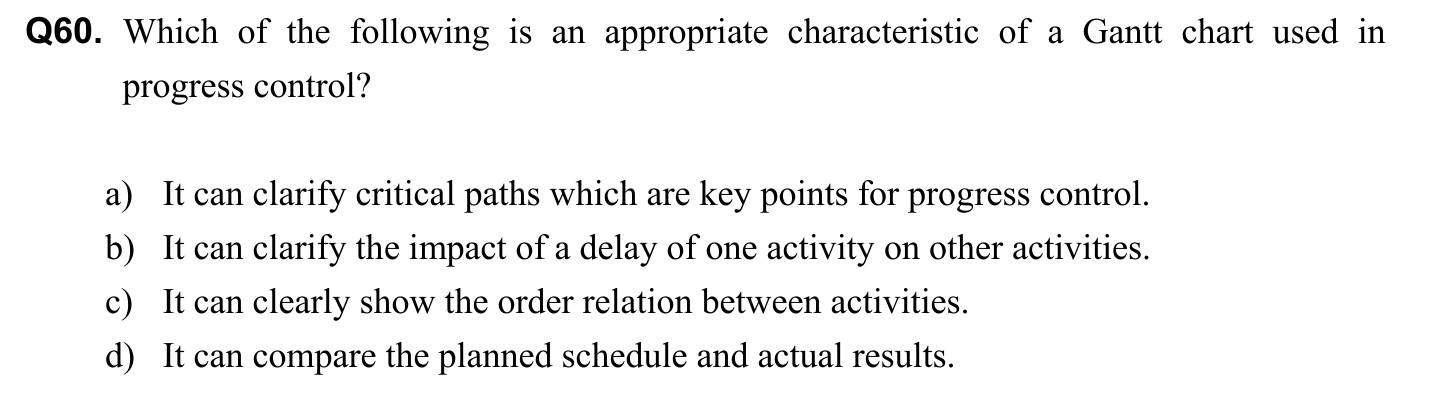 Q60. Which of the following is an appropriate characteristic of a Gantt chart used in
progress control?
a) It can clarify critical paths which are key points for progress control.
b) It can clarify the impact of a delay of one activity on other activities.
c) It can clearly show the order relation between activities.
d) It can compare the planned schedule and actual results.